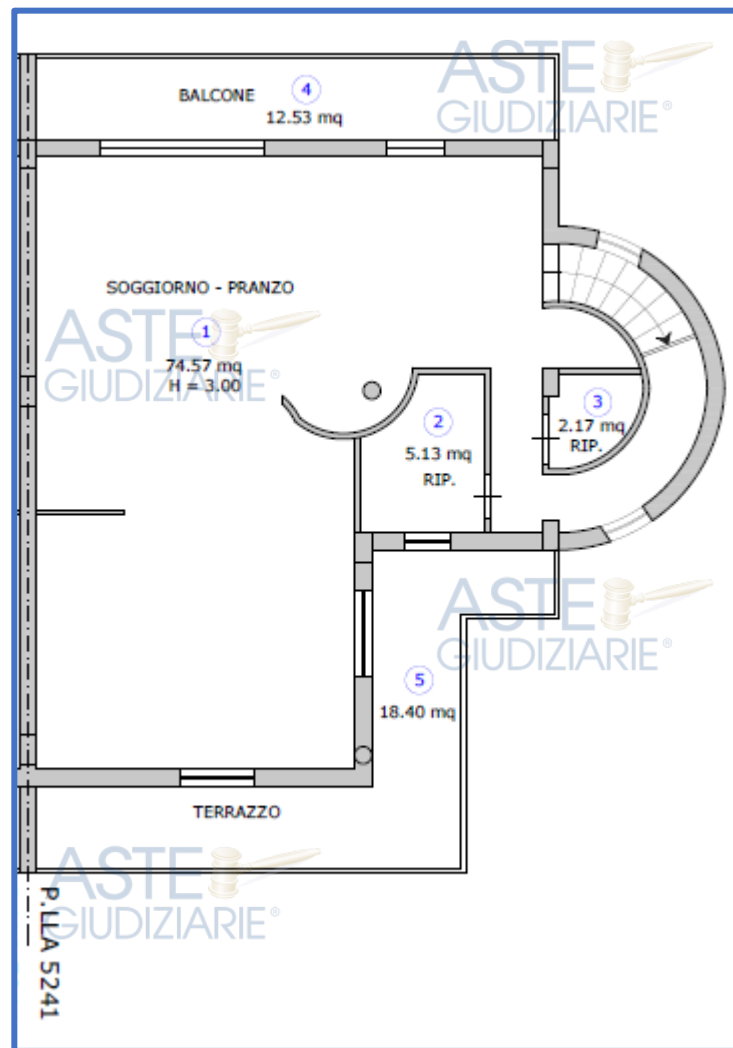 ASTE
GIUDIZIARIE®
BALCONE
4
12.53 mq
SOGGIORNO - PRANZO
ASTE
GIUDIZIARIE®
1
74.57 mq
H = 3.00
2
5.13 mq
RIP.
3
2.17 mq
RIP.
ASTE
GIUDIZIARIE®
5
18.40 mq
TERRAZZO
ASTE
GIUDIZIARIE®
P.LLA 5241